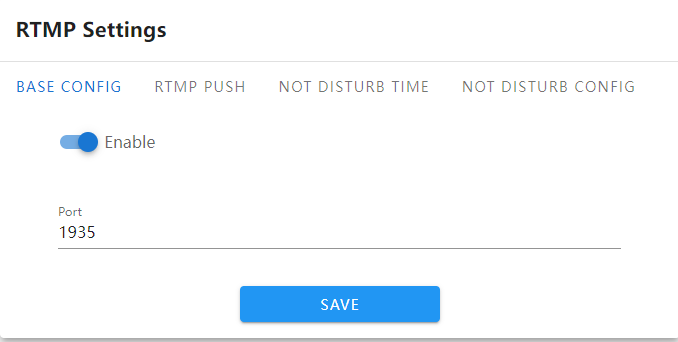 RTMP Settings
BASE CONFIG RTMP PUSH NOT DISTURB TIME NOT DISTURB CONFIG
Enable
Port
1935
SAVE